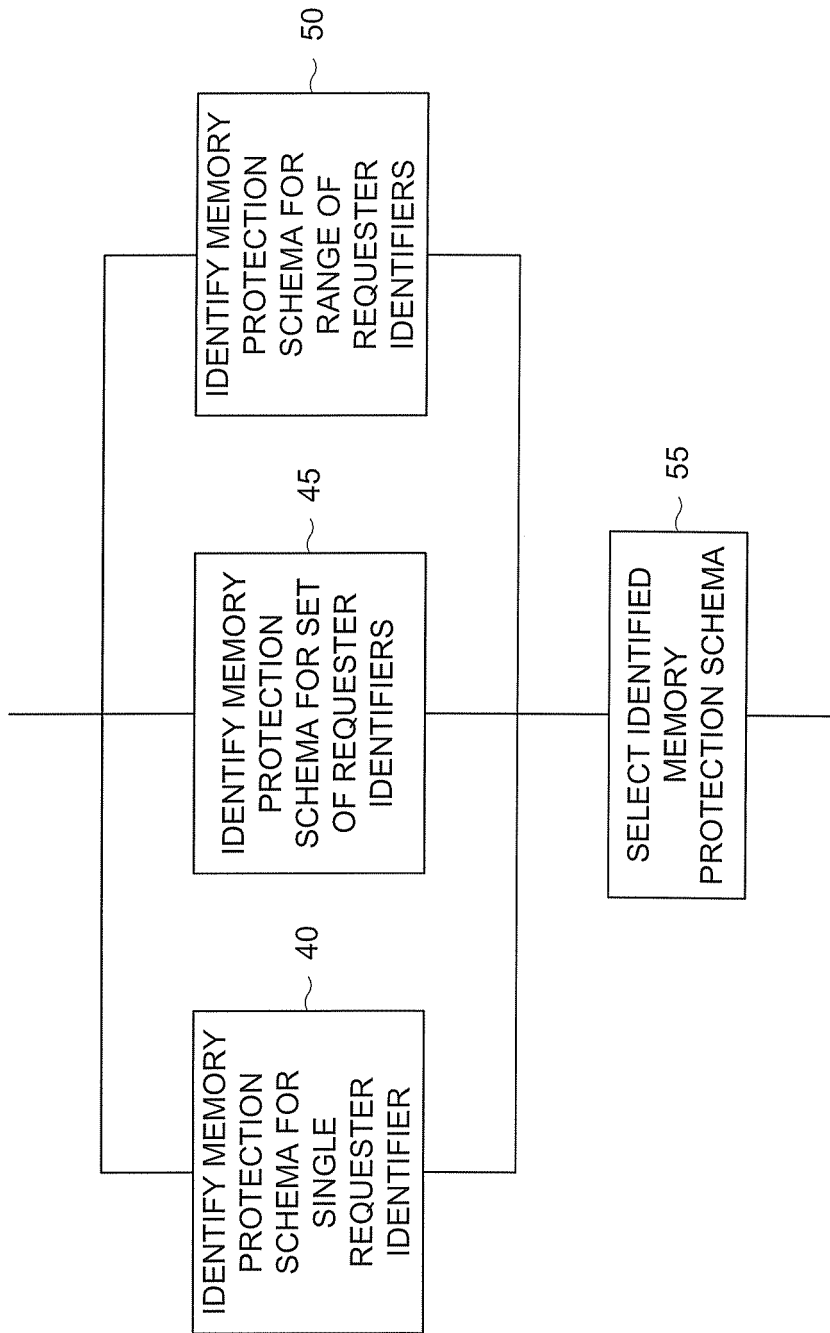 IDENTIFY MEMORY
PROTECTION
SCHEMA FOR
SINGLE
REQUESTER
IDENTIFIER
40
IDENTIFY MEMORY
PROTECTION
SCHEMA FOR SET
OF REQUESTER
IDENTIFIERS
45
IDENTIFY MEMORY
PROTECTION
SCHEMA FOR
RANGE OF
REQUESTER
IDENTIFIERS
50
SELECT IDENTIFIED
MEMORY
PROTECTION SCHEMA
55